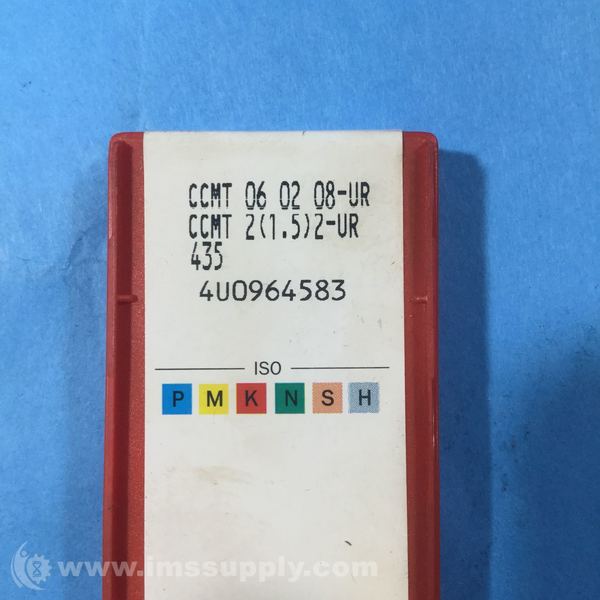 CCMT 06 02 08-UR
CCMT 2(1.5)2-UR
435
4U0964583
ISO
P M K N S H
www.imssupply.com